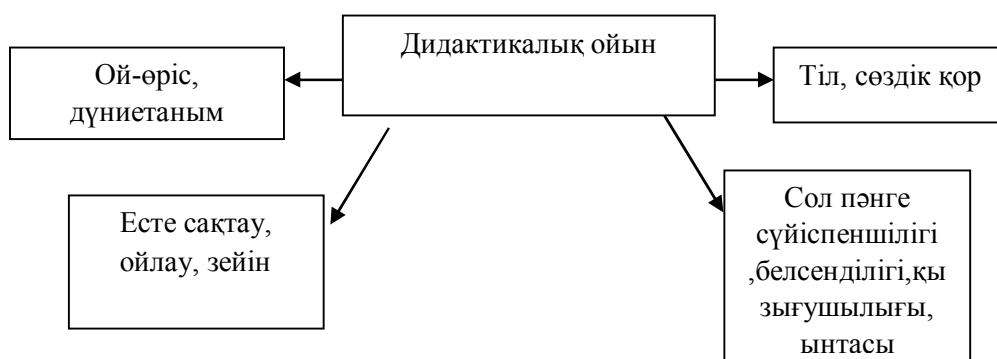 Дидактикалық ойын
Ой-өріс,
дүниетаным
Тіл, сөздік қор
Есте сақтау,
ойлау, зейін
Сол пәнге
сүйіспеншілігі
,белсенділігі,қы
зығушылығы,
ынтасы